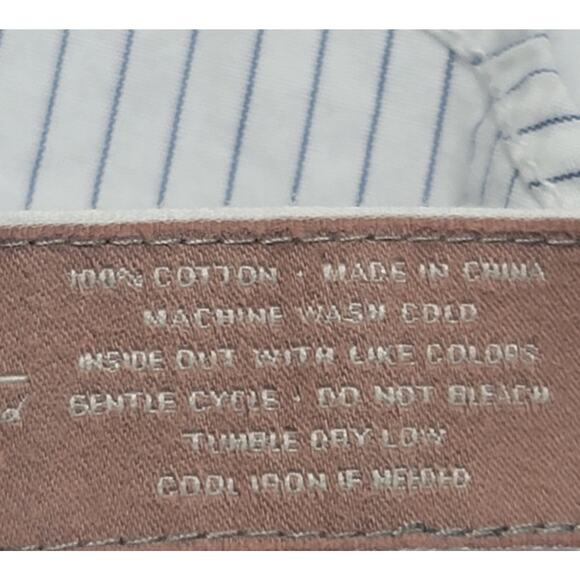 100% COTTON · MADE IN CHINA
MACHINE WASH COLD
INSIDE OUT WITH LIKE COLORS
GENTLE CYCLE · DO NOT BLEACH
TUMBLE DRY LOW
COOL IRON IF NEEDED